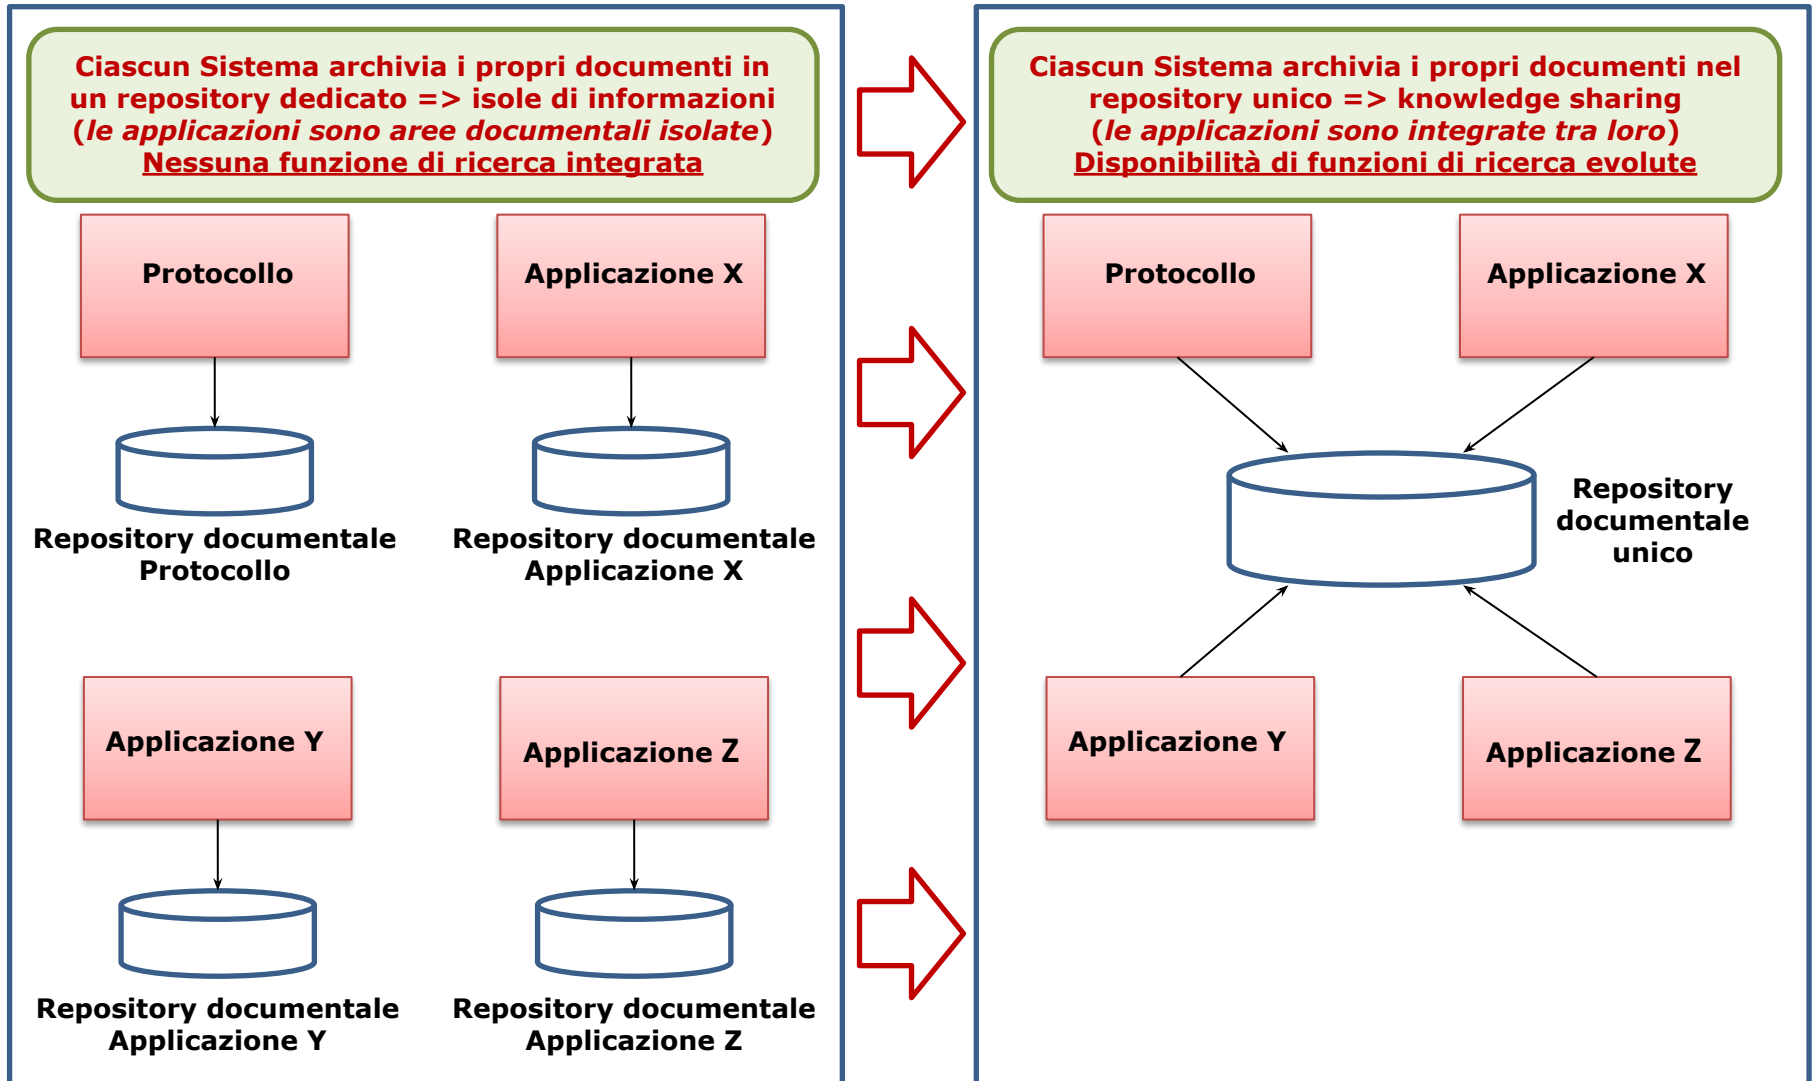 Ciascun Sistema archivia i propri documenti in
un repository dedicato => isole di informazioni
(le applicazioni sono aree documentali isolate)
Nessuna funzione di ricerca integrata
Protocollo
Applicazione X
Repository documentale
Protocollo
Repository documentale
Applicazione X
Applicazione Y
Applicazione Z
Repository documentale
Applicazione Y
Repository documentale
Applicazione Z
Ciascun Sistema archivia i propri documenti nel
repository unico => knowledge sharing
(le applicazioni sono integrate tra loro)
Disponibilità di funzioni di ricerca evolute
Protocollo
Applicazione X
Repository
documentale
unico
Applicazione Y
Applicazione Z